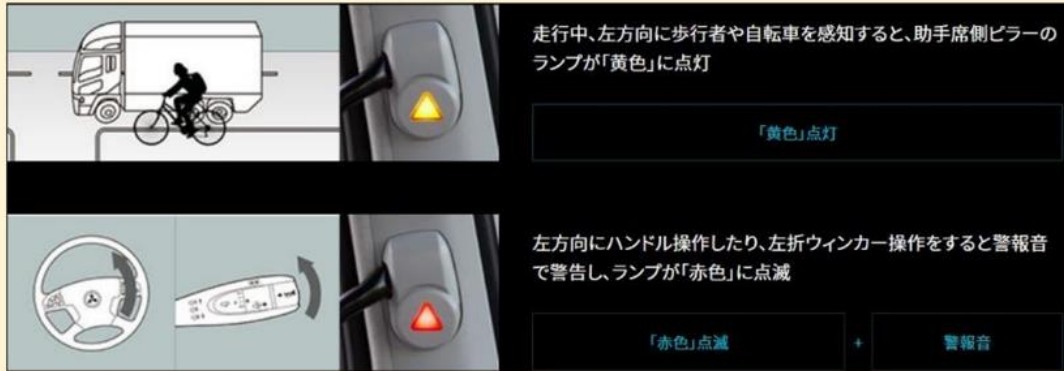 走行中、左方向に歩行者や自転車を感知すると、助手席側ピラーの
ランプが「黄色」に点灯
「黄色」点灯
左方向にハンドル操作したり、左折ウィンカー操作をすると警報音
で警告し、ランプが「赤色」に点滅
「赤色」点滅 + 警報音